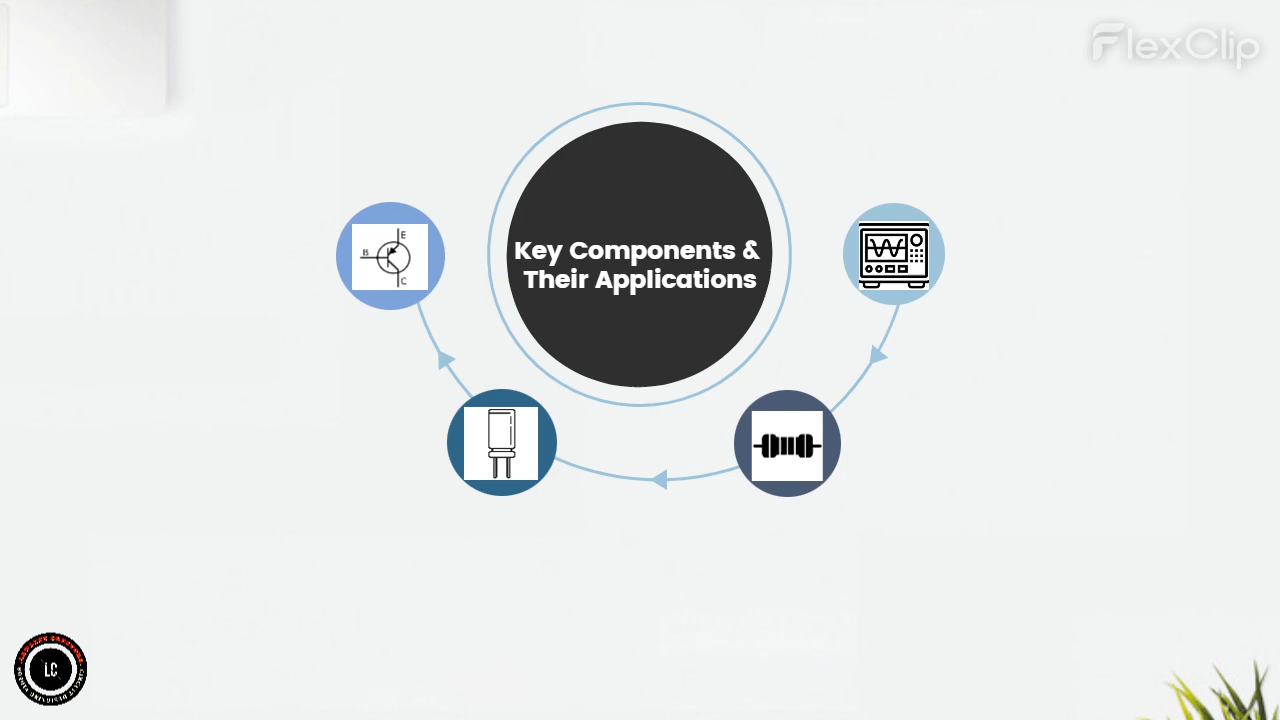 FlexClip
Key Components &
Their Applications
E
B
C
LC